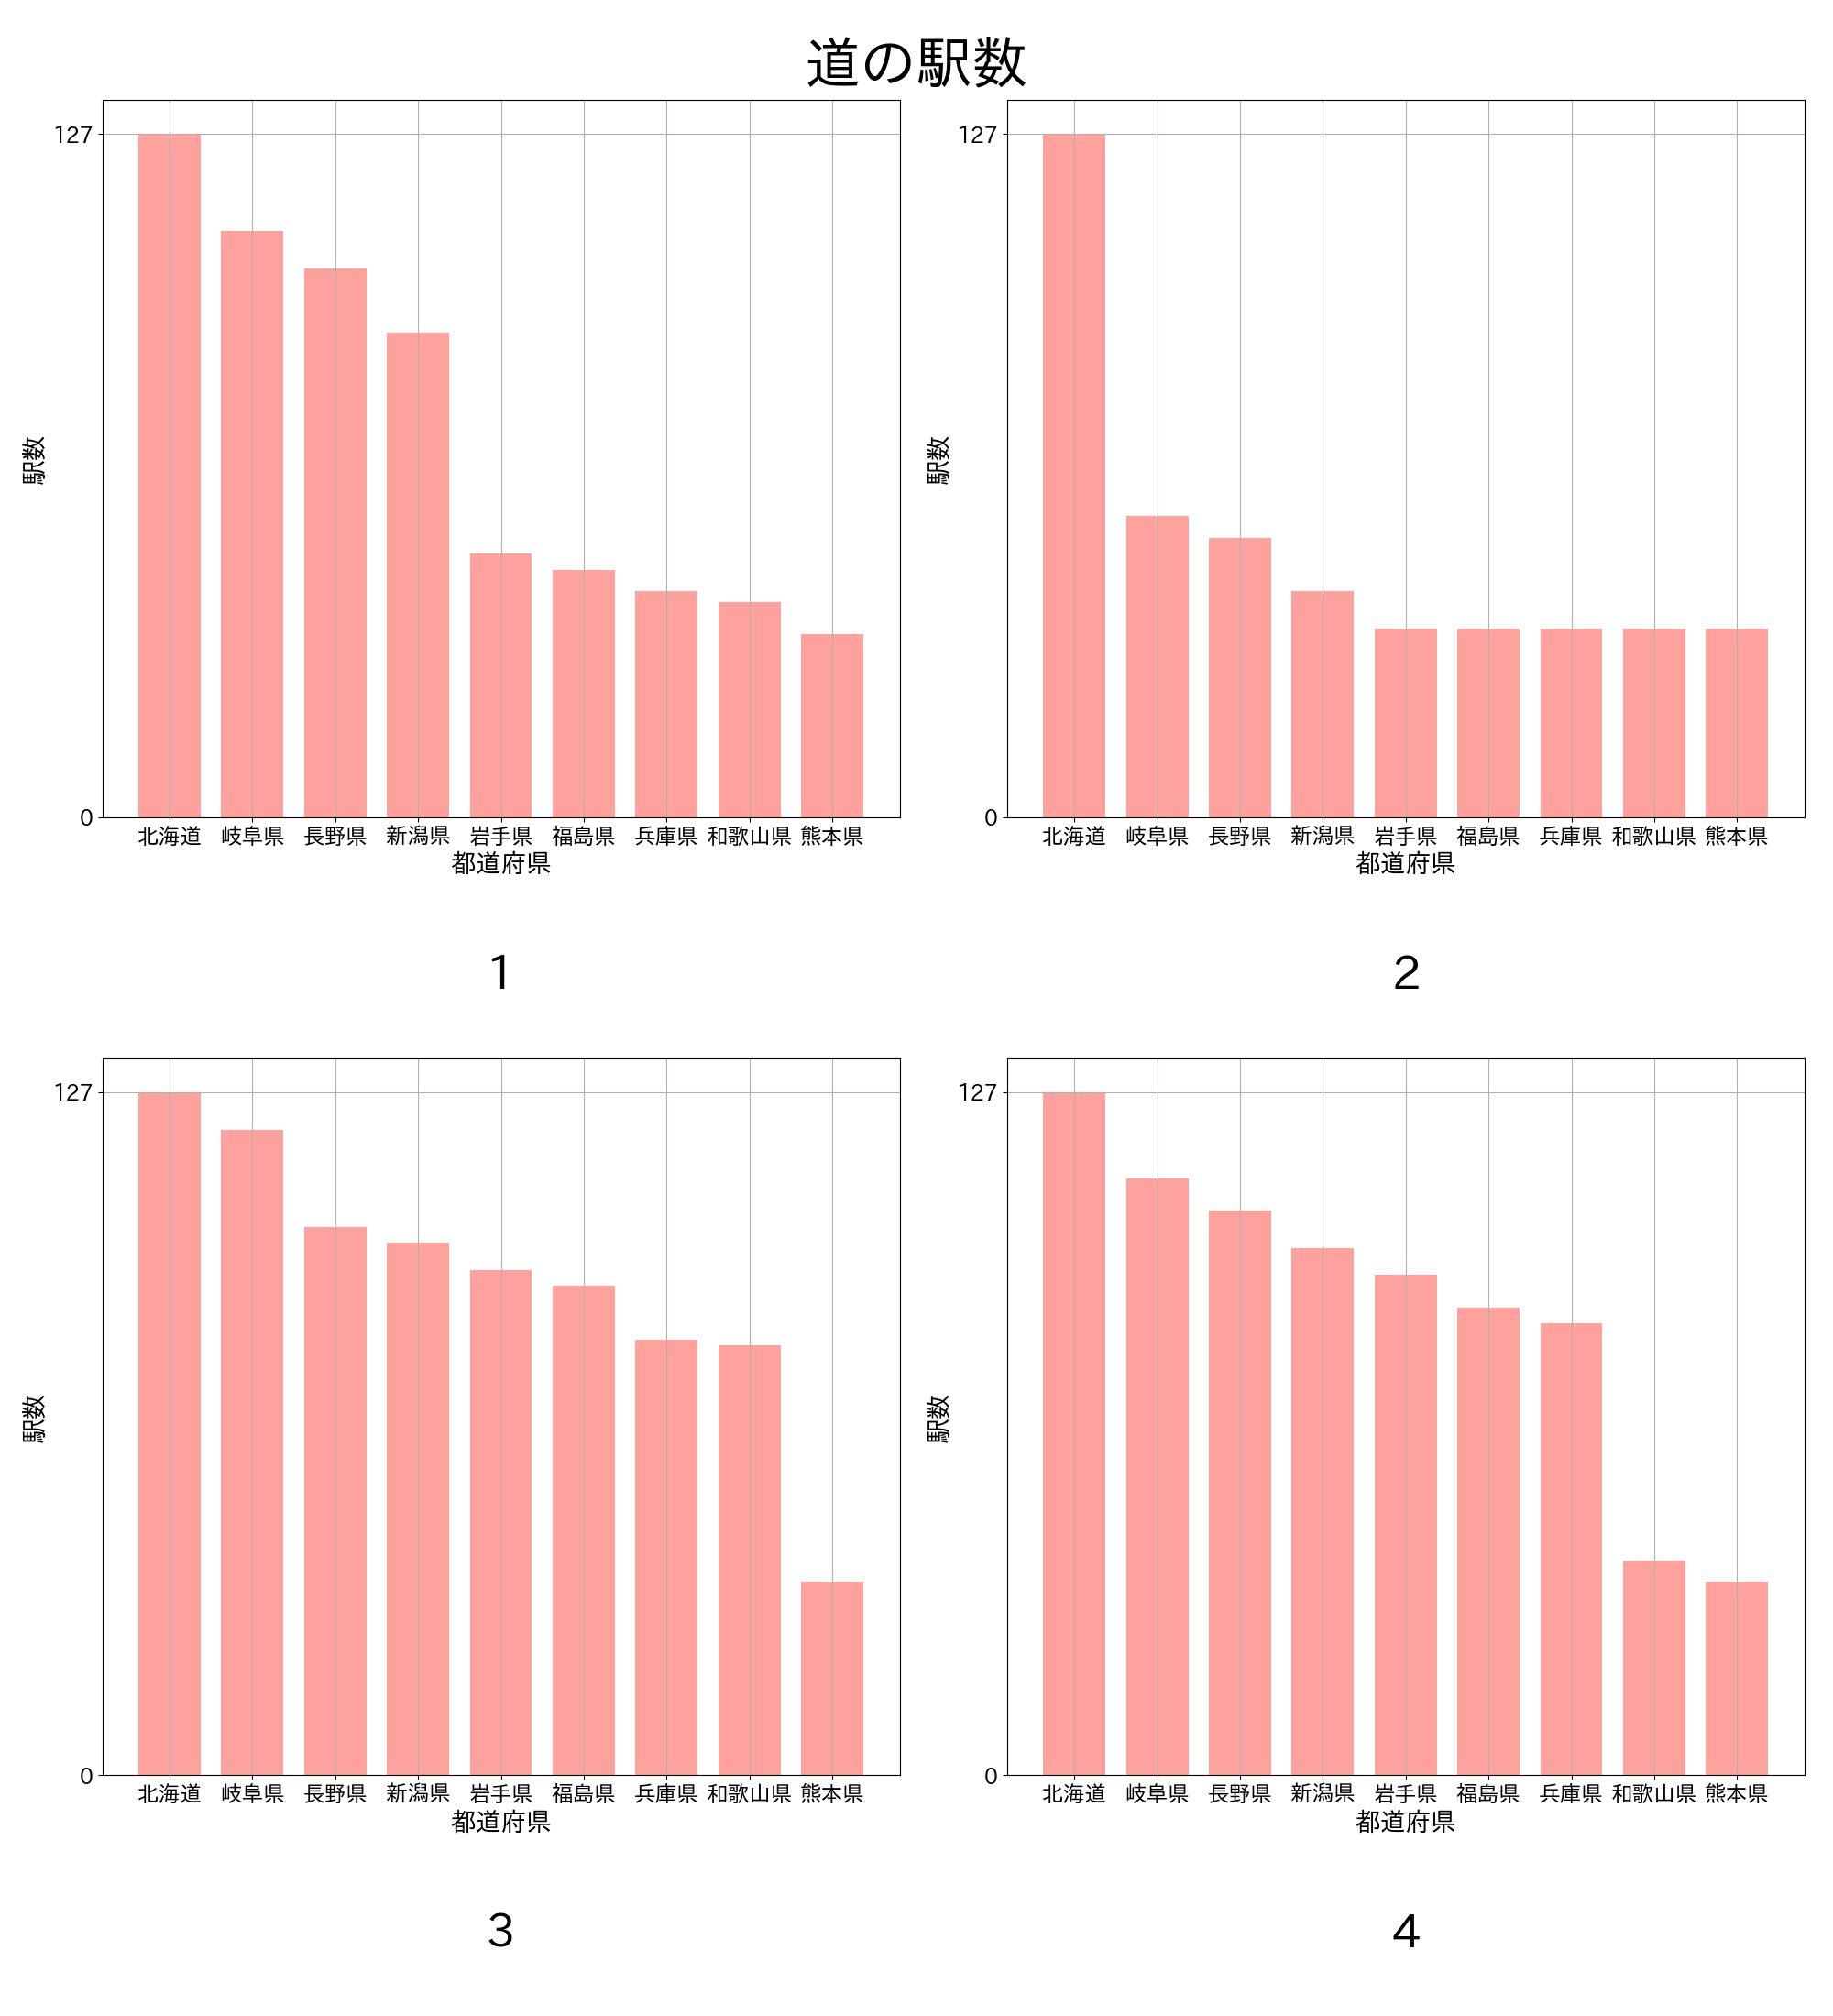 道の駅数
127
0
駅数
北海道 岐阜県 長野県 新潟県 岩手県 福島県 兵庫県 和歌山県 熊本県
都道府県
1
127
0
駅数
北海道 岐阜県 長野県 新潟県 岩手県 福島県 兵庫県 和歌山県 熊本県
都道府県
2
127
0
駅数
北海道 岐阜県 長野県 新潟県 岩手県 福島県 兵庫県 和歌山県 熊本県
都道府県
3
127
0
駅数
北海道 岐阜県 長野県 新潟県 岩手県 福島県 兵庫県 和歌山県 熊本県
都道府県
4